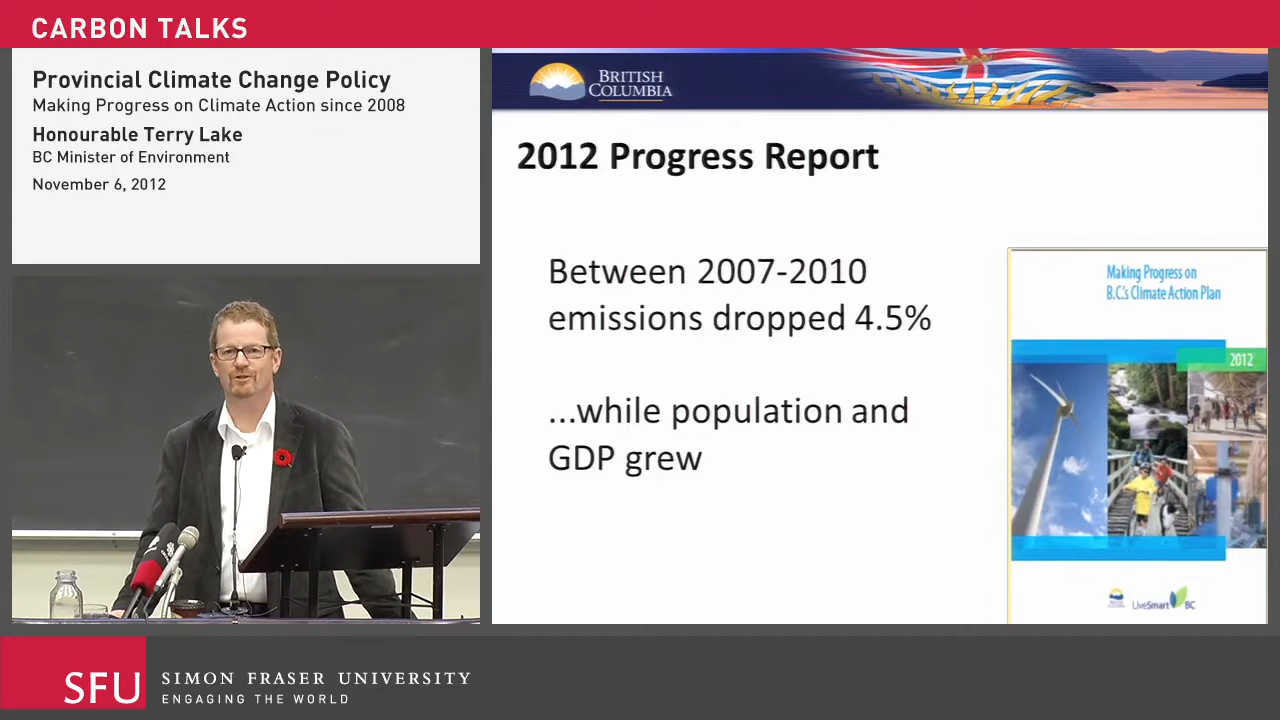 CARBON TALKS
Provincial Climate Change Policy
Making Progress on Climate Action since 2008
Honourable Terry Lake
BC Minister of Environment
November 6, 2012
BRITISH
COLUMBIA
2012 Progress Report
Between 2007-2010
emissions dropped 4.5%
...while population and
GDP grew
Making Progress on
B.C.'s Climate Action Plan
2012
LiveSmart BC
SFU
SIMON FRASER UNIVERSITY
ENGAGING THE WORLD